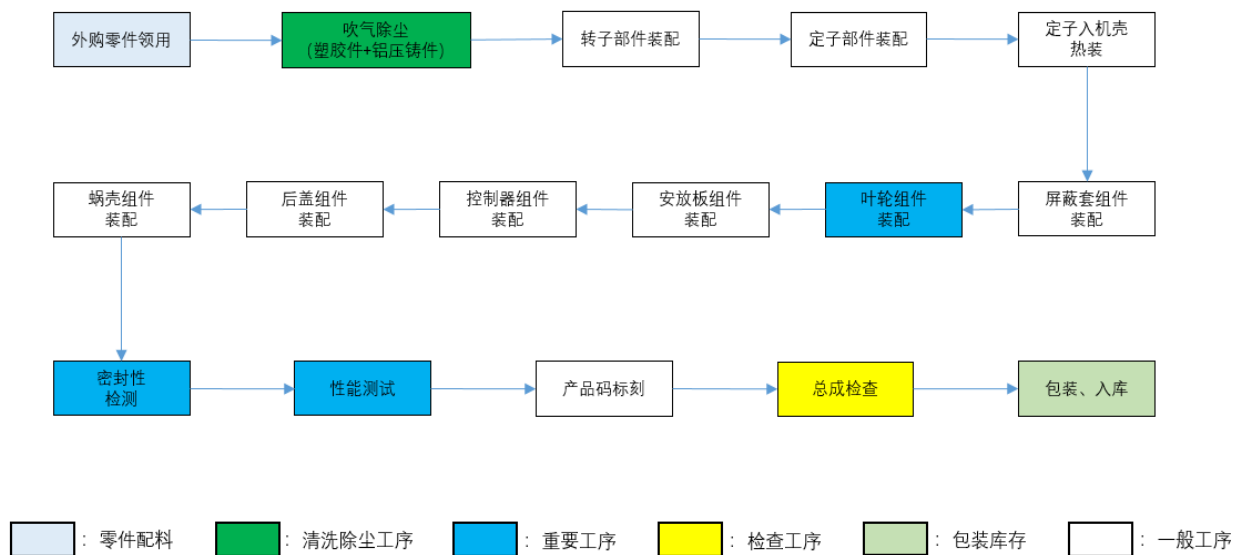 外购零件领用
吹气除尘
(塑胶件+铝压铸件)
转子部件装配
定子部件装配
定子入机壳
热装
蜗壳组件
装配
后盖组件
装配
控制器组件
装配
安放板组件
装配
叶轮组件
装配
屏蔽套组件
装配
密封性
检测
性能测试
产品码标刻
总成检查
包装、入库
：零件配料
：清洗除尘工序
：重要工序
：检查工序
：包装库存
：一般工序